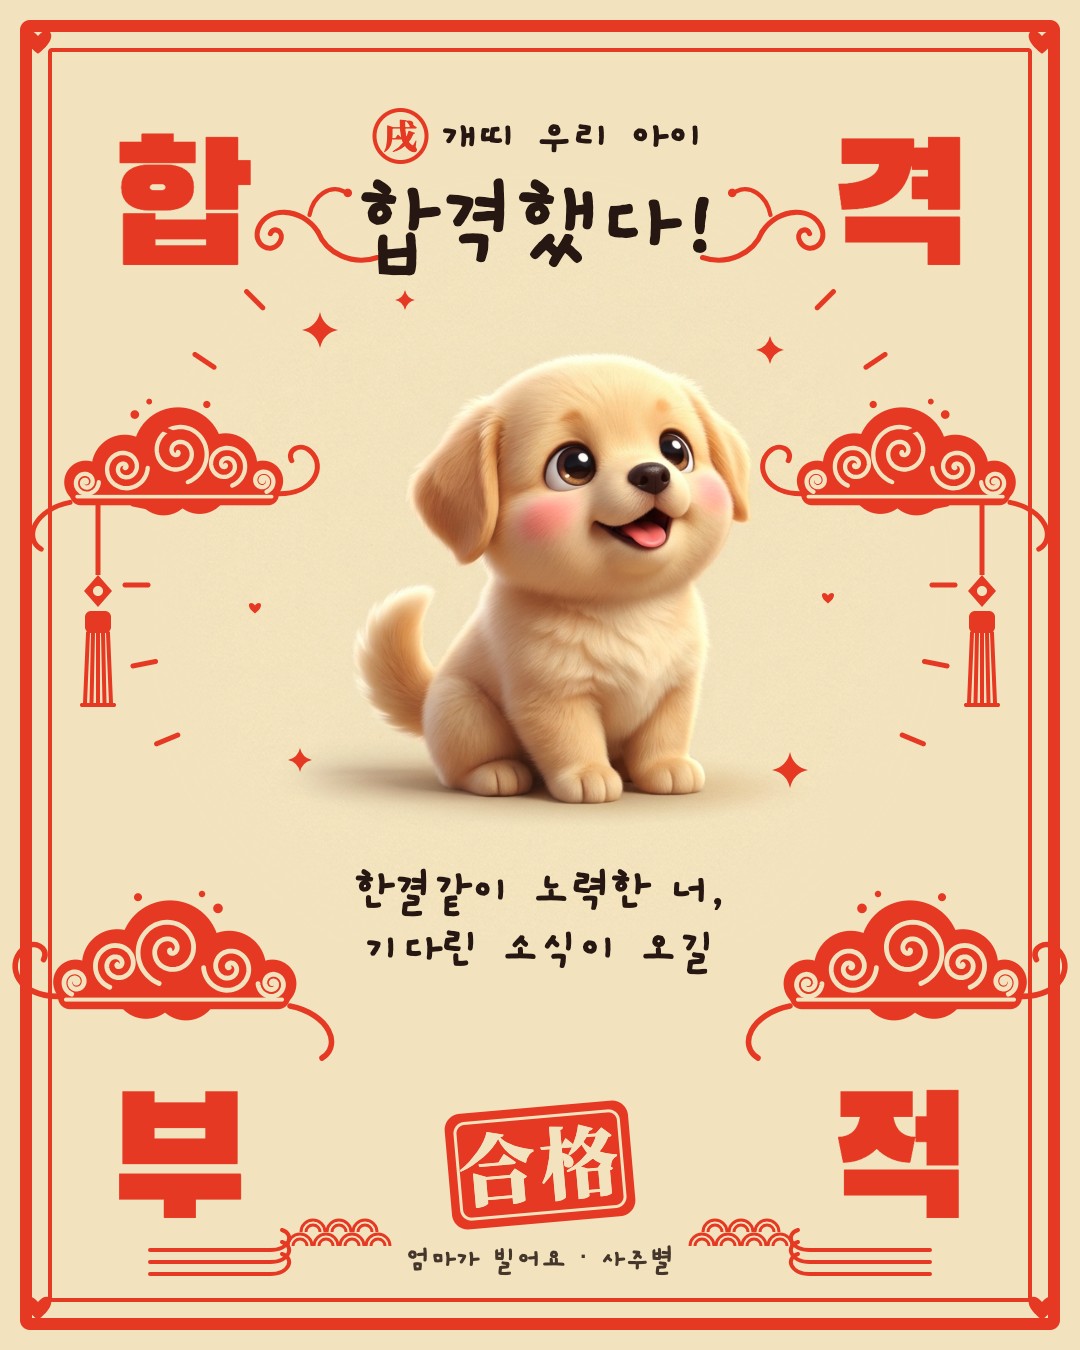 합 격
戌 개띠 우리 아이
합격했다!
한결같이 노력한 너,
기다린 소식이 오길
부 적
合格
엄마가 빌어요 · 사주별